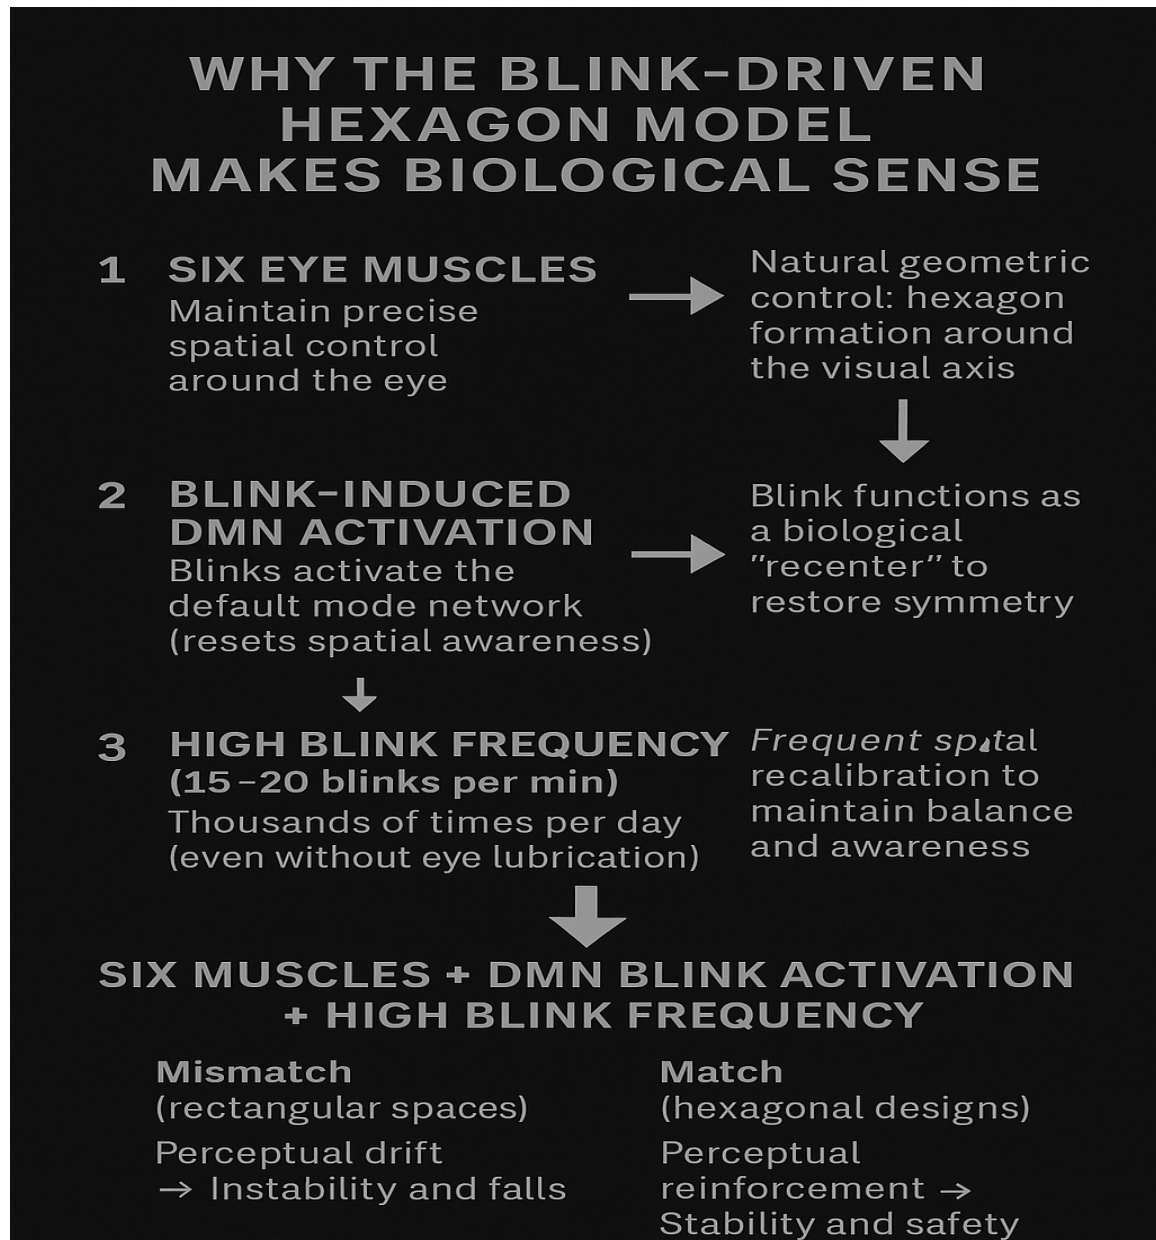 WHY THE BLINK–DRIVEN
HEXAGON MODEL
MAKES BIOLOGICAL SENSE
1 SIX EYE MUSCLES
Maintain precise
spatial control
around the eye
→
Natural geometric
control: hexagon
formation around
the visual axis
↓
2 BLINK–INDUCED
DMN ACTIVATION
Blinks activate the
default mode network
(resets spatial awareness)
→
Blink functions as
a biological
"recenter" to
restore symmetry
↓
3 HIGH BLINK FREQUENCY
(15–20 blinks per min)
Thousands of times per day
(even without eye lubrication)
Frequent
recalibration to
maintain balance
and awareness
↓
SIX MUSCLES + DMN BLINK ACTIVATION
+ HIGH BLINK FREQUENCY
Mismatch
(rectangular spaces)
Perceptual drift
→ Instability and falls
Match
(hexagonal designs)
Perceptual
reinforcement →
Stability and safety